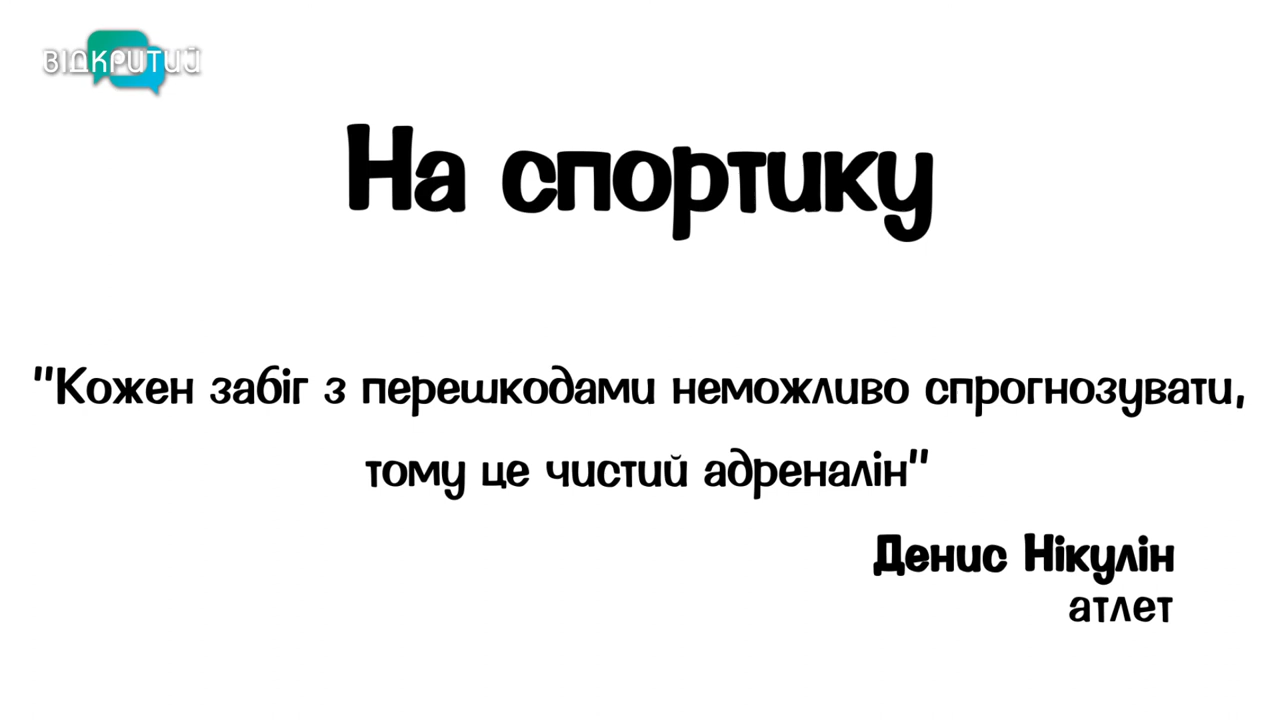 ВІДКРИТИЙ
На спортику
"Кожен забіг з перешкодами неможливо спрогнозувати,
тому це чистий адреналін"
Денис Нікулін
атлет